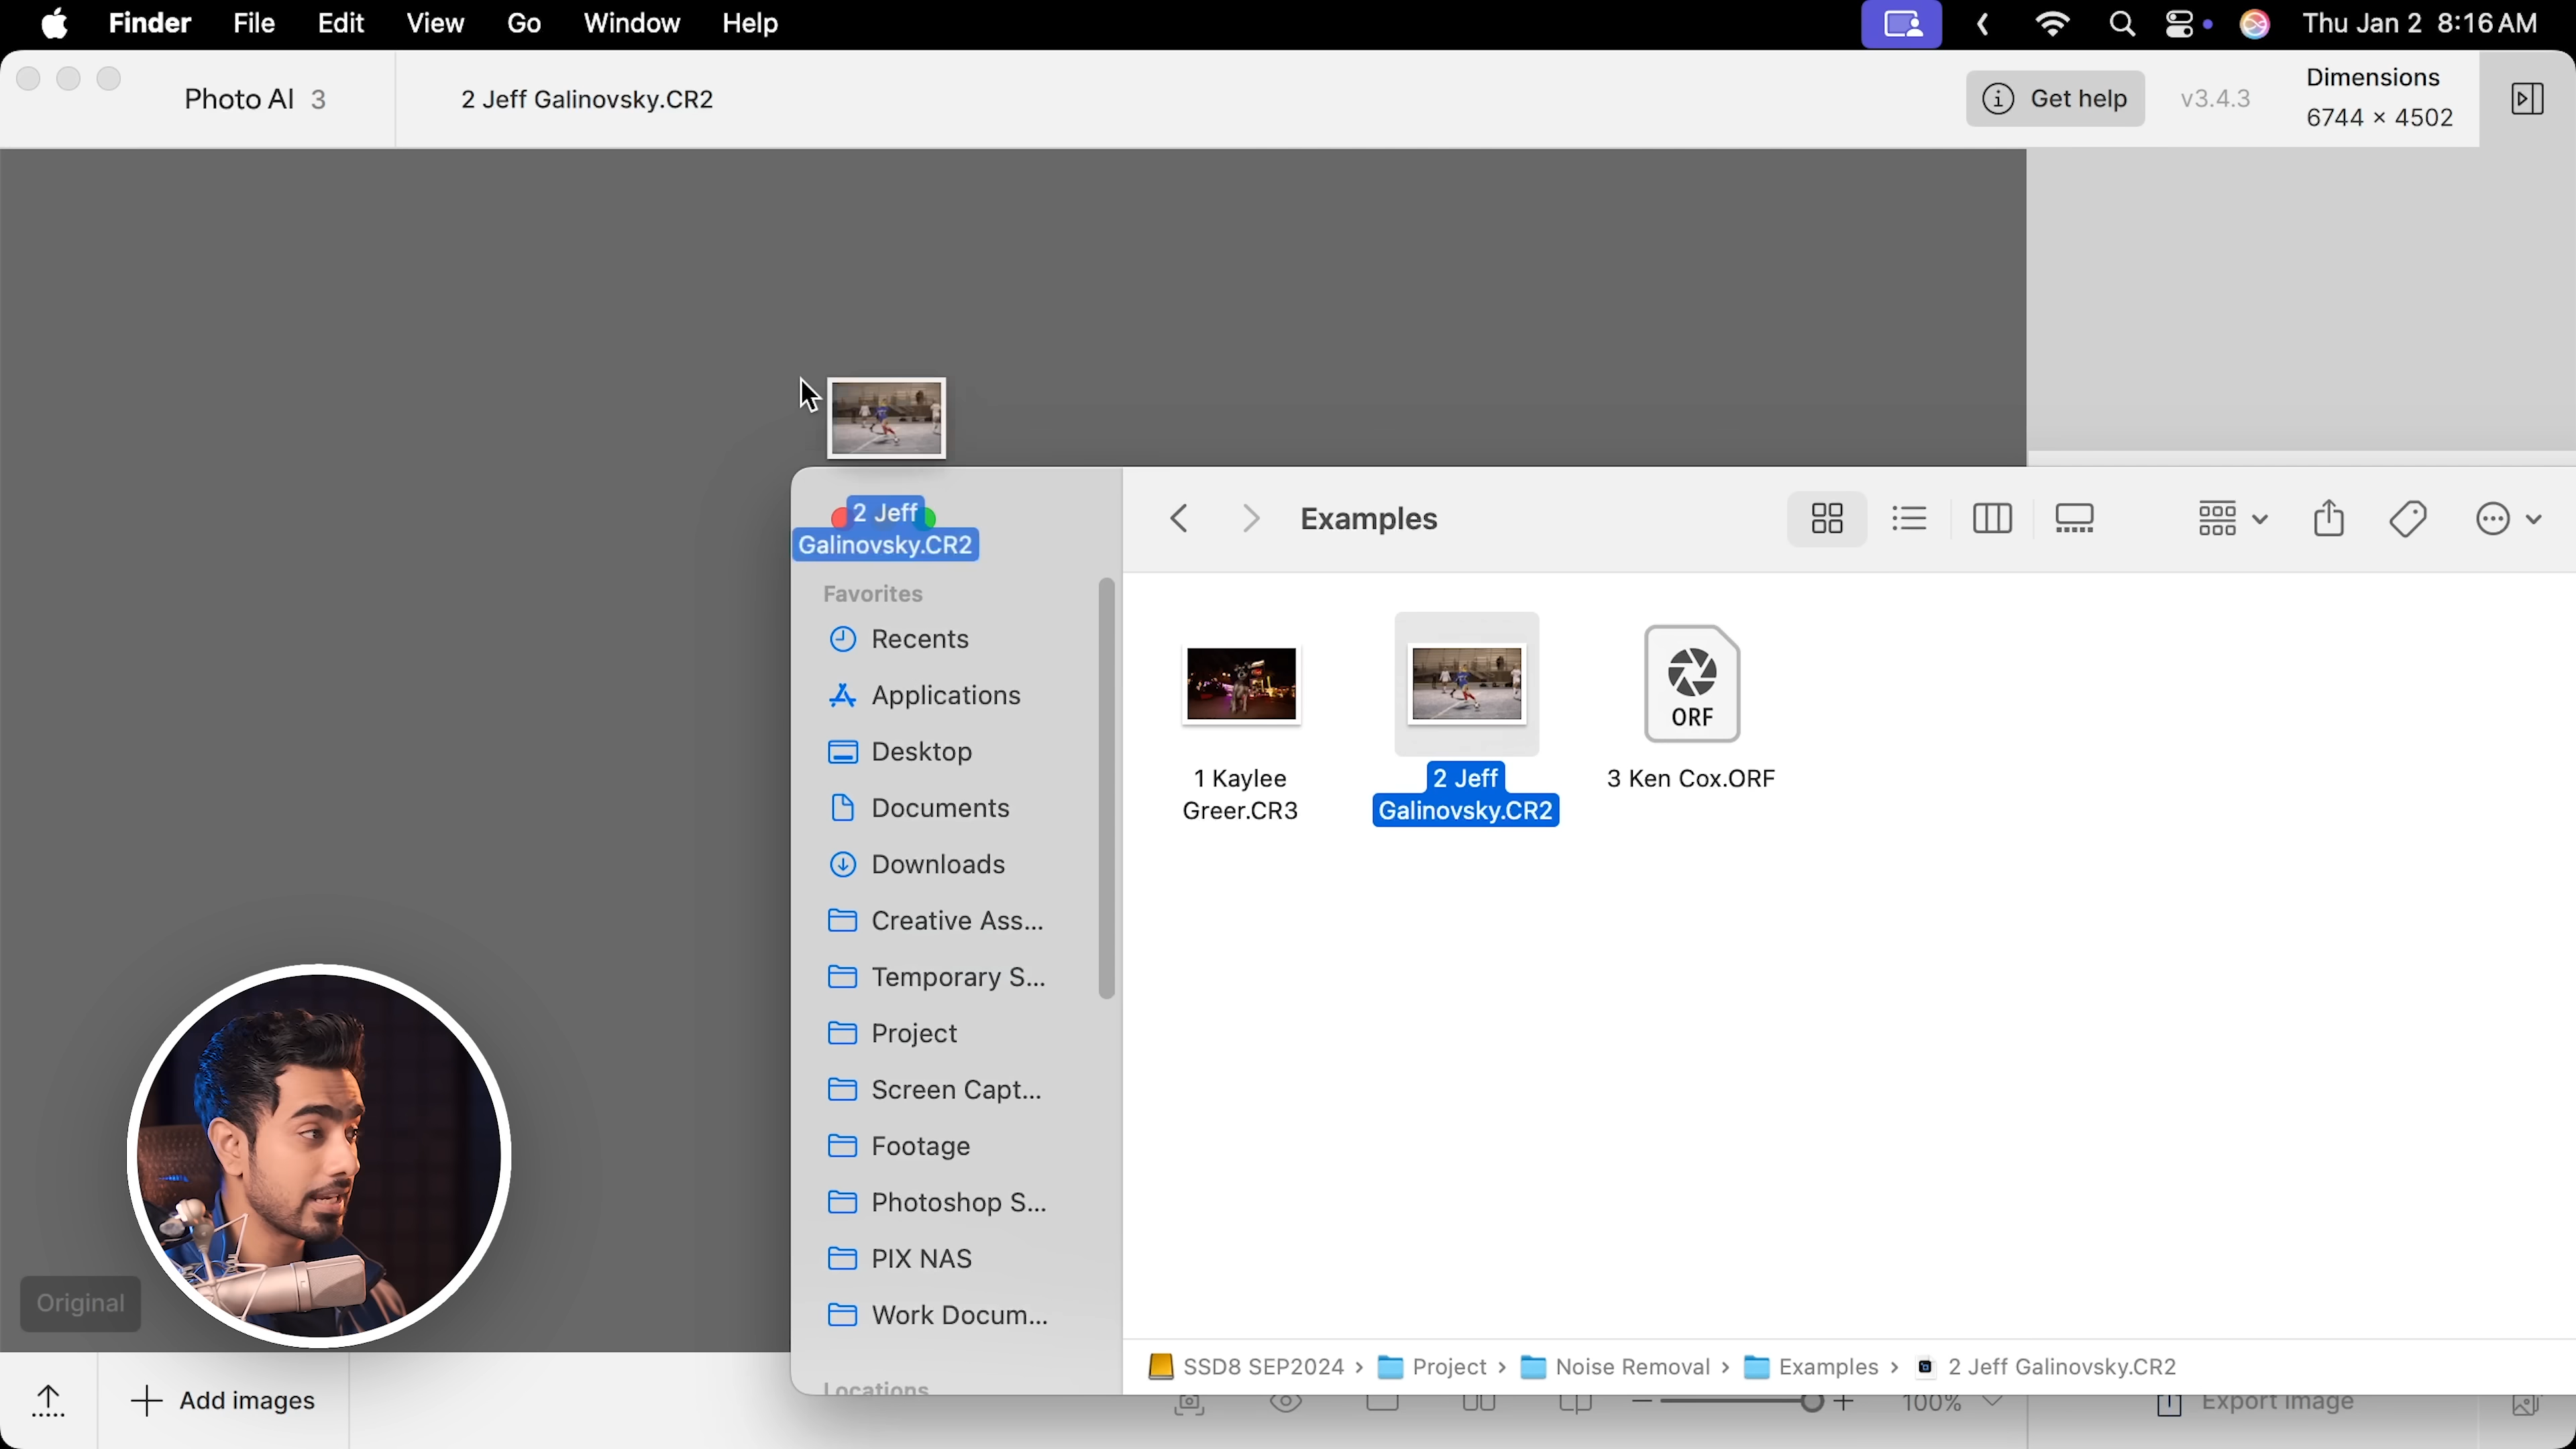 Finder File Edit View Go Window Help Thu Jan 2 8:16 AM
Photo AI 3
2 Jeff Galinovsky.CR2
Get help
v3.4.3
Dimensions
6744 × 4502
2 Jeff
Galinovsky.CR2
Favorites
Recents
Applications
Desktop
Documents
Downloads
Creative Ass...
Temporary S...
Project
Screen Capt...
Footage
Photoshop S...
PIX NAS
Work Docum...
Locations
Examples
1 Kaylee
Greer.CR3
2 Jeff
Galinovsky.CR2
ORF
3 Ken Cox.ORF
SSD8 SEP2024 › Project › Noise Removal › Examples › 2 Jeff Galinovsky.CR2
Original
Add images
100%
Export image